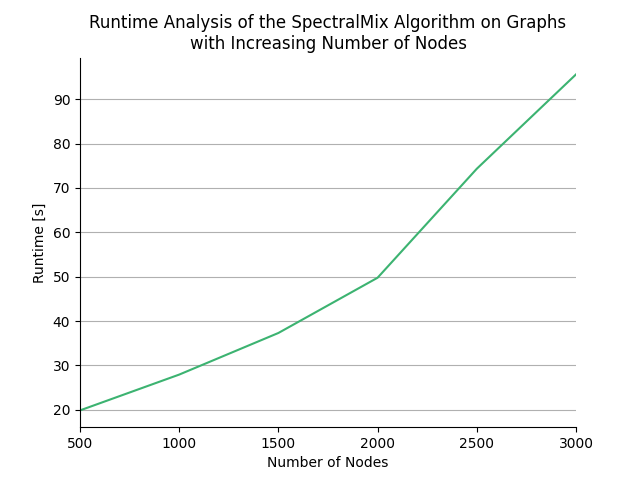 Runtime Analysis of the SpectralMix Algorithm on Graphs
with Increasing Number of Nodes
Runtime [s]
90
80
70
60
50
40
30
20
500 1000 1500 2000 2500 3000
Number of Nodes